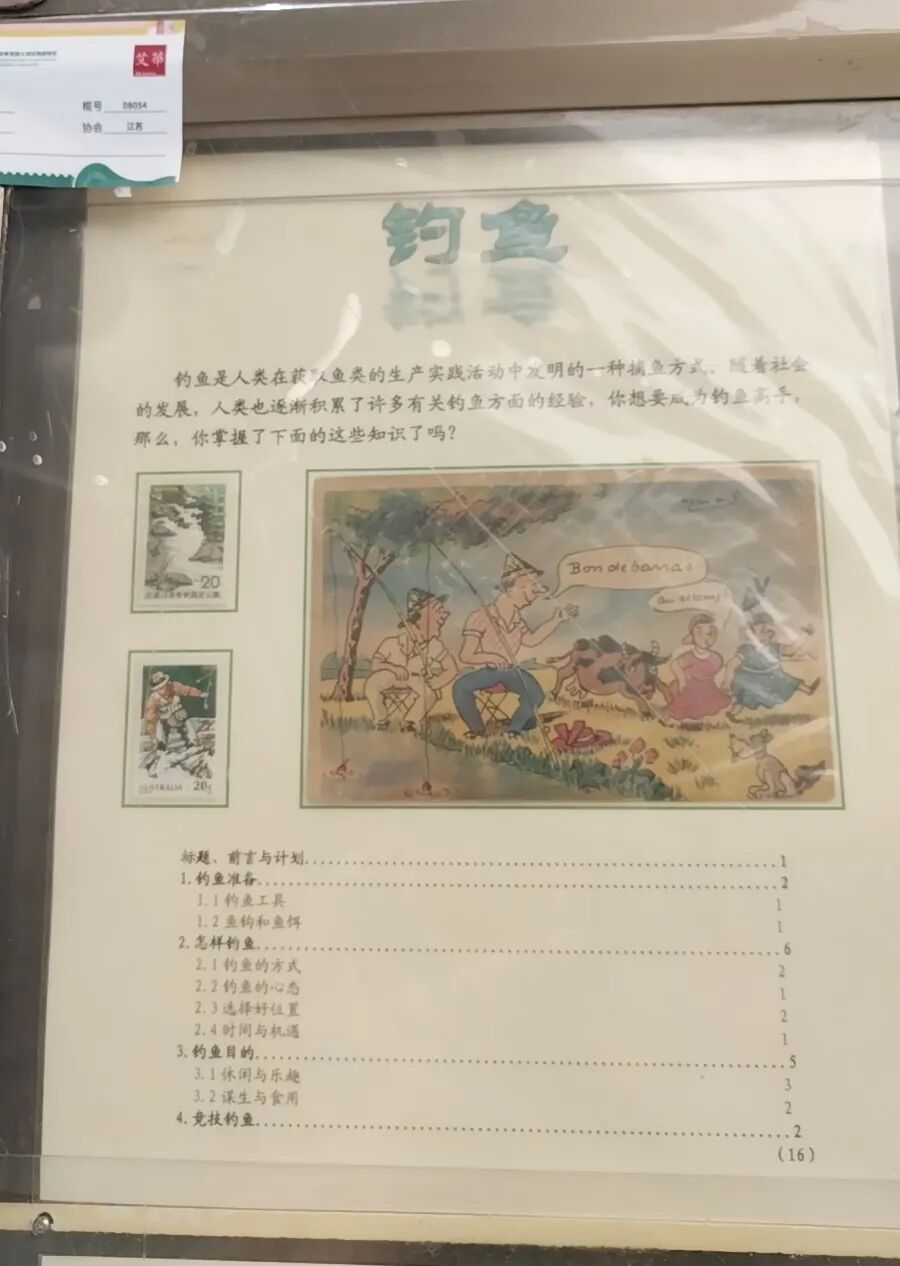 艾华
框号 08054
协会 江苏
钓鱼
钓鱼是人类在获取鱼类的生产实践活动中发明的一种捕鱼方式。随着社会
的发展，人类也逐渐积累了许多有关钓鱼方面的经验，你想要成为钓鱼高手，
那么，你掌握了下面的这些知识了吗？
20
AUSTRALIA 20c
Bon débarras
标题、前言与计划 1
1.钓鱼准备 2
1.1钓鱼工具 1
1.2鱼钩和鱼饵 1
2.怎样钓鱼 6
2.1钓鱼的方式 2
2.2钓鱼的心态 1
2.3选择好位置 2
2.4时间与机遇 1
3.钓鱼目的 5
3.1休闲与乐趣 3
3.2谋生与食用 2
4.竞技钓鱼 2
(16)